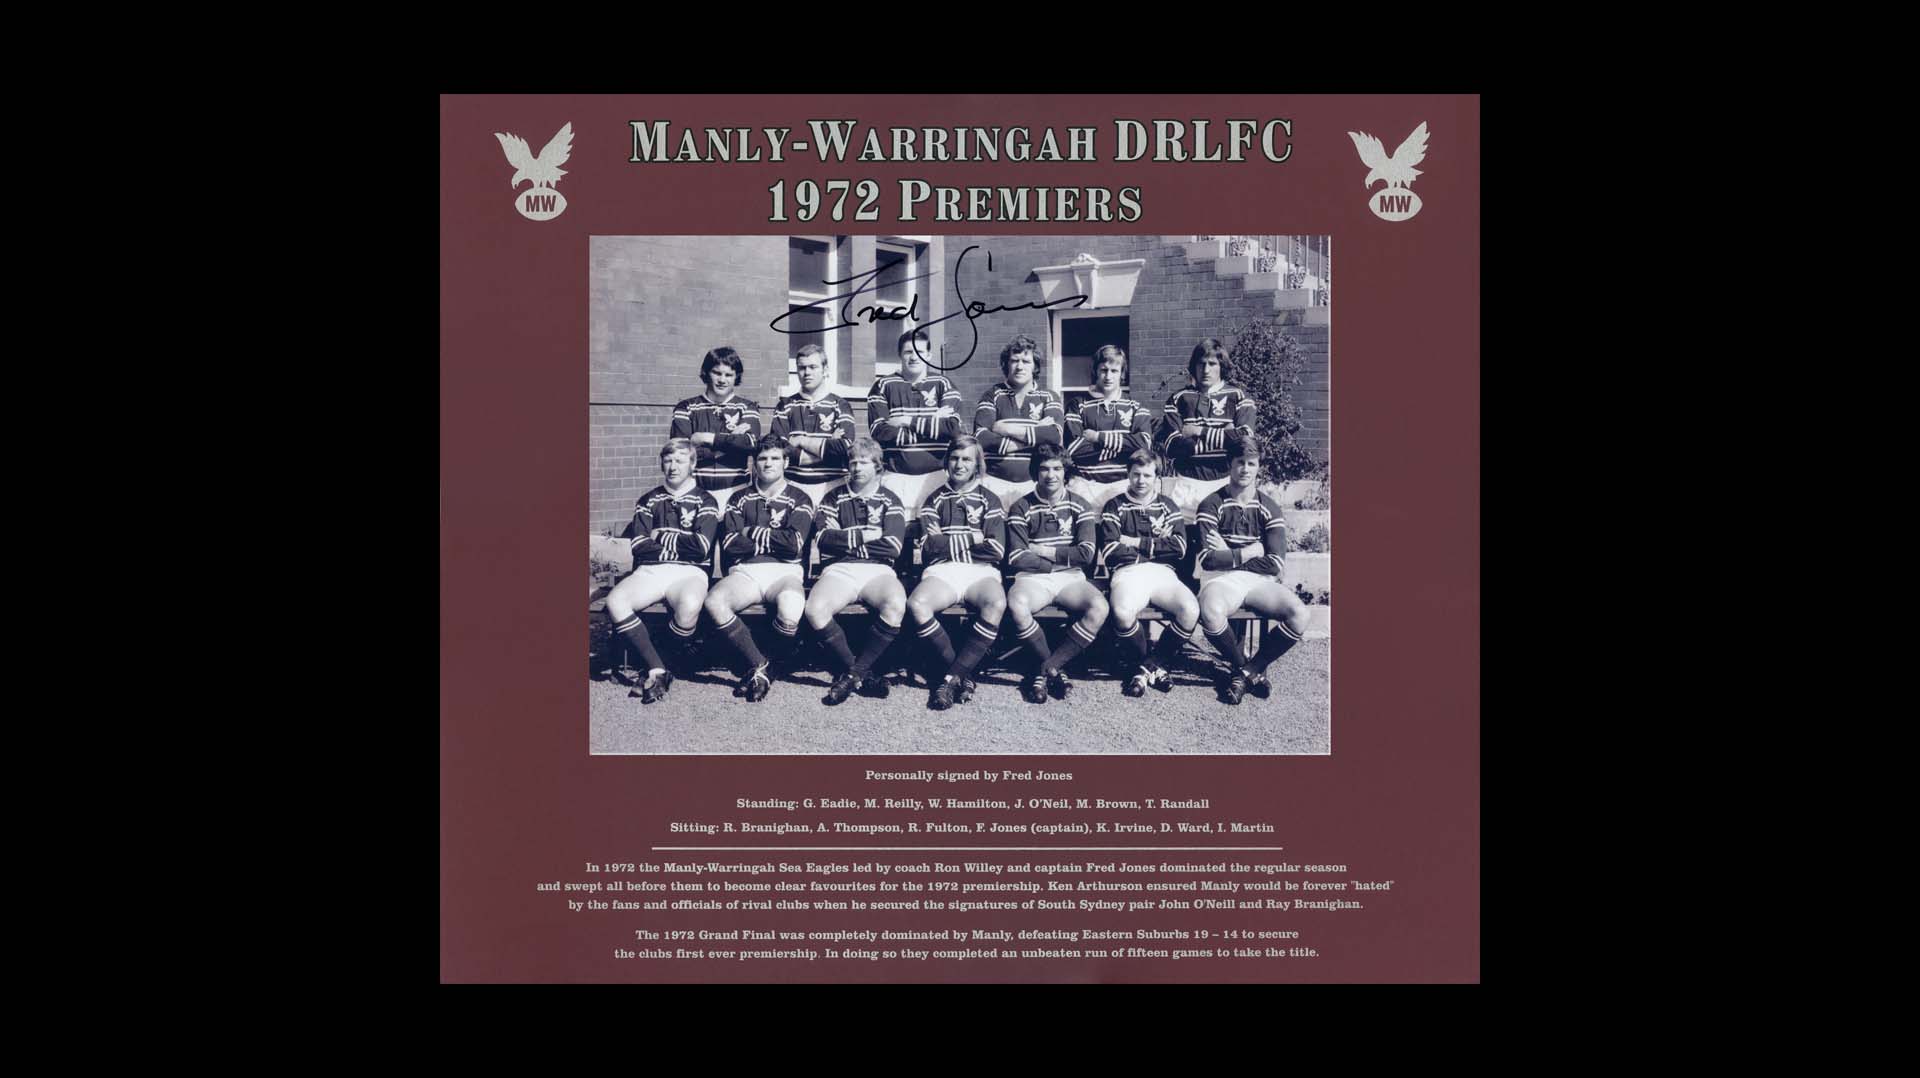 MANLY-WARRINGAH DRLFC
1972 PREMIERS
MW
MW
Fred Jones
Personally signed by Fred Jones
Standing: G. Eadie, M. Reilly, W. Hamilton, J. O'Neil, M. Brown, T. Randall
Sitting: R. Branighan, A. Thompson, R. Fulton, F. Jones (captain), K. Irvine, D. Ward, I. Martin
In 1972 the Manly-Warringah Sea Eagles led by coach Ron Willey and captain Fred Jones dominated the regular season
and swept all before them to become clear favourites for the 1972 premiership. Ken Arthurson ensured Manly would be forever "hated"
by the fans and officials of rival clubs when he secured the signatures of South Sydney pair John O'Neill and Ray Branighan.
The 1972 Grand Final was completely dominated by Manly, defeating Eastern Suburbs 19 – 14 to secure
the clubs first ever premiership. In doing so they completed an unbeaten run of fifteen games to take the title.